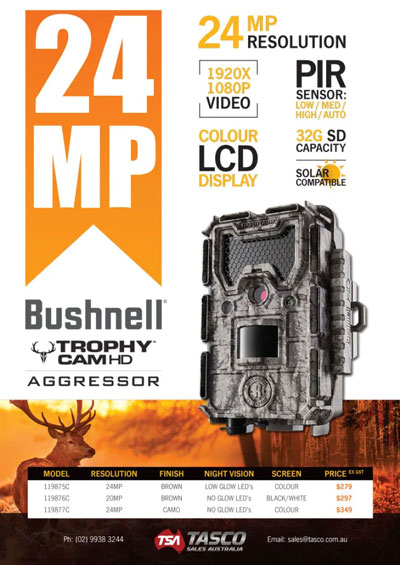 24
MP
24 MP
RESOLUTION
1920X
1080P
VIDEO
PIR
SENSOR:
LOW / MED /
HIGH / AUTO
COLOUR
LCD
DISPLAY
32G SD
CAPACITY
SOLAR
COMPATIBLE
Bushnell®
TROPHY
CAM HD
AGGRESSOR
MODEL RESOLUTION FINISH NIGHT VISION SCREEN PRICE EX GST
119875C 24MP BROWN LOW GLOW LED's COLOUR $279
119876C 20MP BROWN NO GLOW LED's BLACK/WHITE $297
119877C 24MP CAMO NO GLOW LED's COLOUR $349
Ph: (02) 9938 3244
TSA TASCO
SALES AUSTRALIA
Email: sales@tasco.com.au
Bushnell